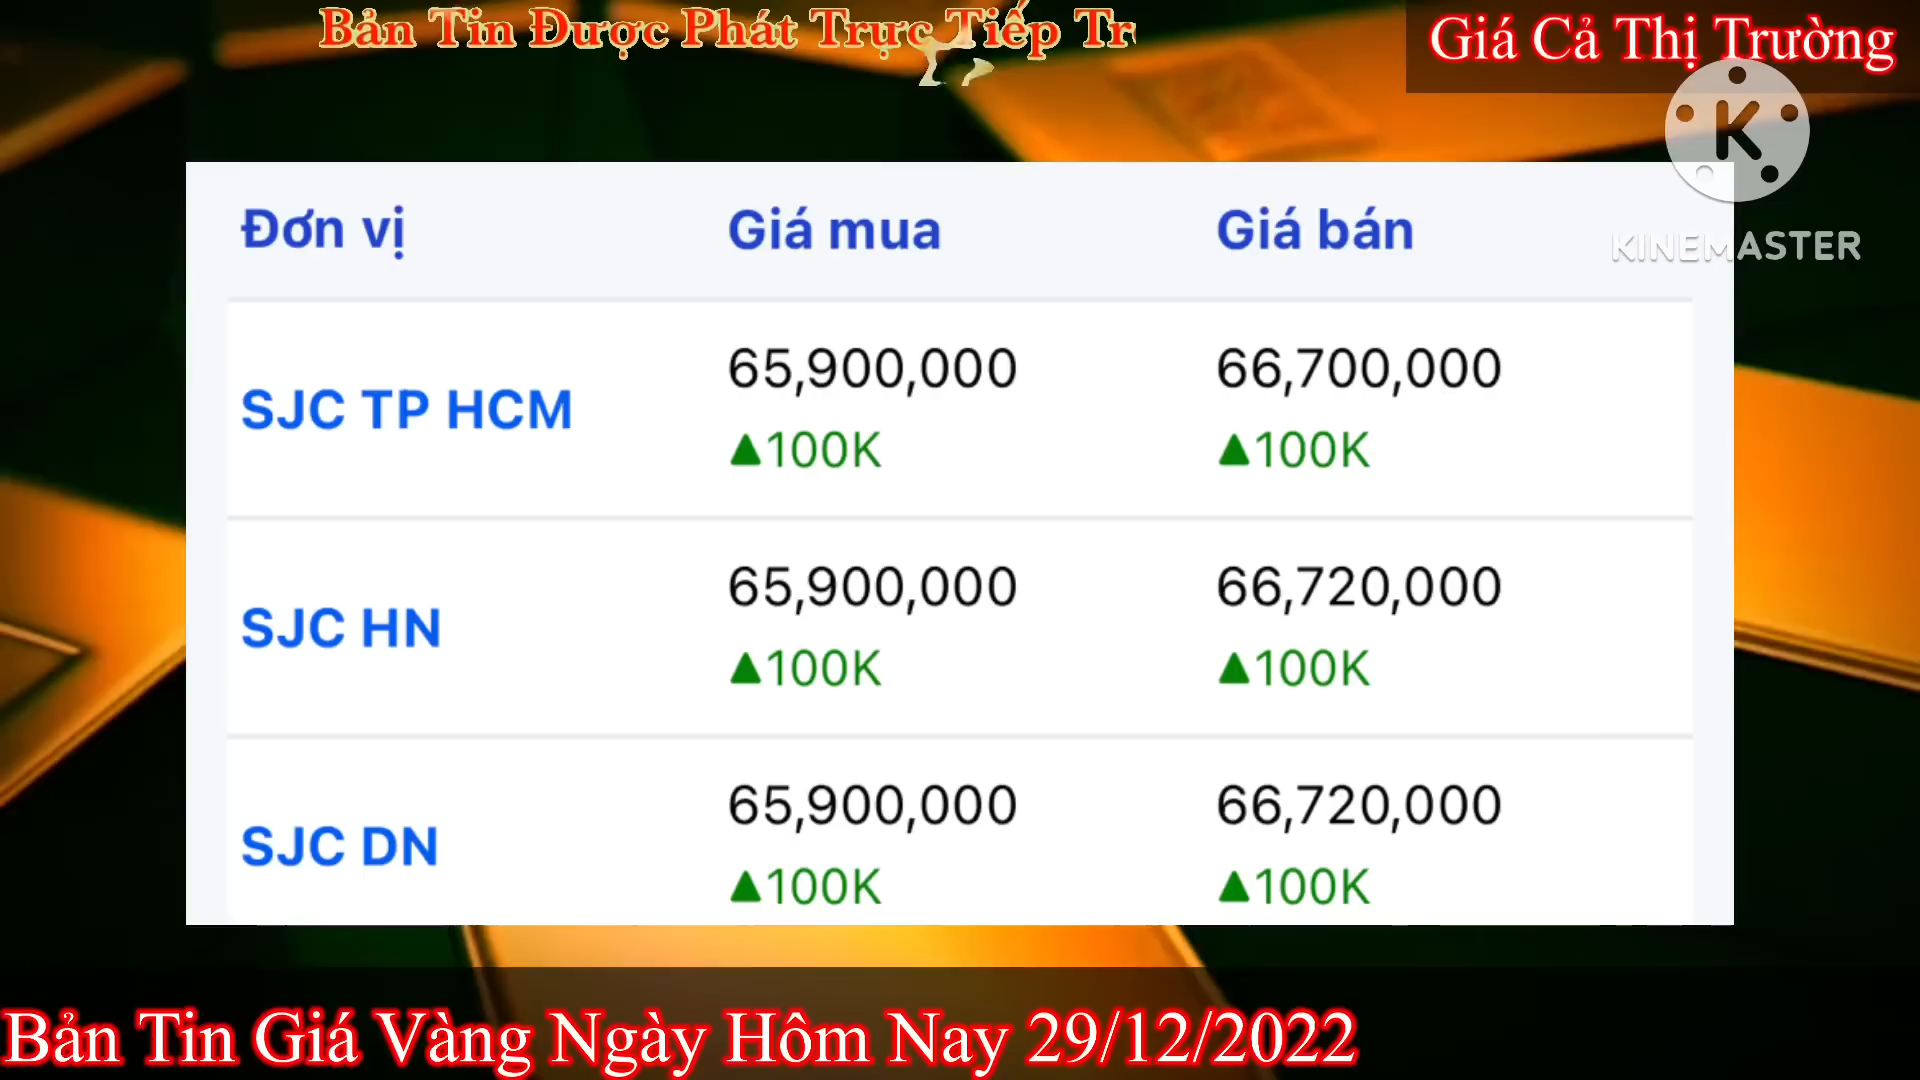 Bản Tin Được Phát Trực Tiếp Tr
Giá Cả Thị Trường
K
KINEMASTER
Đơn vị Giá mua Giá bán
SJC TP HCM 65,900,000 66,700,000
▲100K ▲100K
SJC HN 65,900,000 66,720,000
▲100K ▲100K
SJC DN 65,900,000 66,720,000
▲100K ▲100K
Bản Tin Giá Vàng Ngày Hôm Nay 29/12/2022